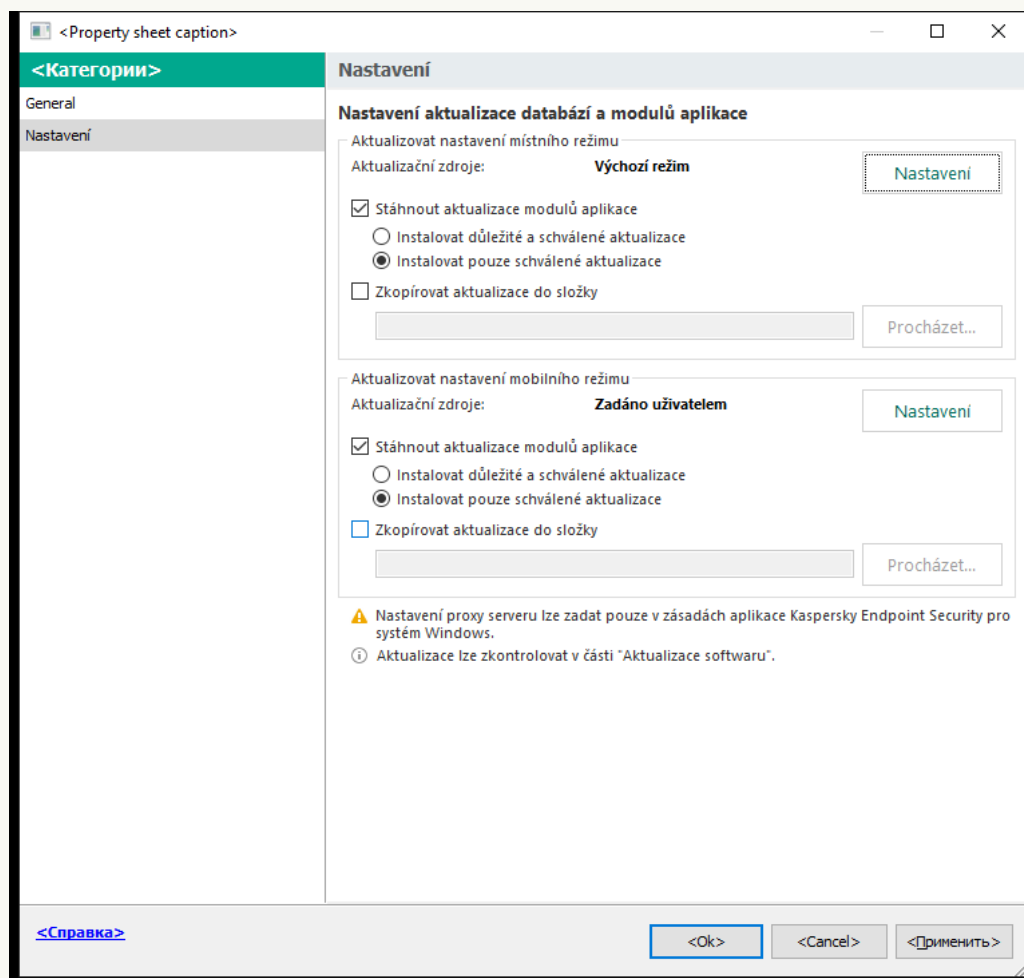 <Property sheet caption>
<Категории>
General
Nastavení
Nastavení
Nastavení aktualizace databází a modulů aplikace
Aktualizovat nastavení místního režimu
Aktualizační zdroje: Výchozí režim
Nastavení
Stáhnout aktualizace modulů aplikace
Instalovat důležité a schválené aktualizace
Instalovat pouze schválené aktualizace
Zkopírovat aktualizace do složky
Procházet...
Aktualizovat nastavení mobilního režimu
Aktualizační zdroje: Zadáno uživatelem
Nastavení
Stáhnout aktualizace modulů aplikace
Instalovat důležité a schválené aktualizace
Instalovat pouze schválené aktualizace
Zkopírovat aktualizace do složky
Procházet...
Nastavení proxy serveru lze zadat pouze v zásadách aplikace Kaspersky Endpoint Security pro
systém Windows.
Aktualizace lze zkontrolovat v části "Aktualizace softwaru".
<Справка>
<Ok> <Cancel> <Применить>